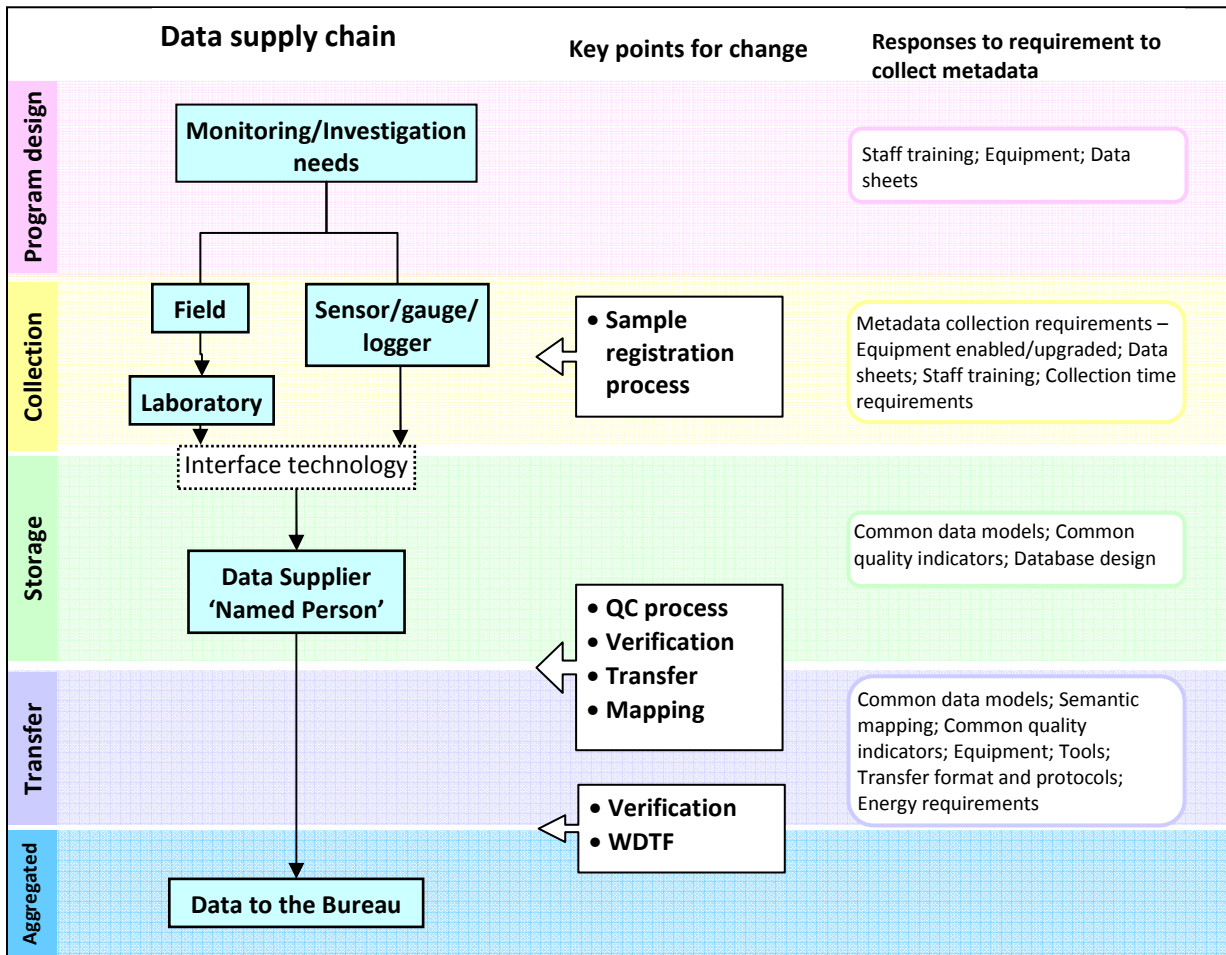 Data supply chain
Key points for change
Responses to requirement to
collect metadata
Program design
Monitoring/Investigation
needs
Staff training; Equipment; Data
sheets
Collection
Field
Sensor/gauge/
logger
Laboratory
• Sample
registration
process
Metadata collection requirements –
Equipment enabled/upgraded; Data
sheets; Staff training; Collection time
requirements
Interface technology
Storage
Data Supplier
‘Named Person’
Common data models; Common
quality indicators; Database design
• QC process
• Verification
• Transfer
• Mapping
Transfer
Common data models; Semantic
mapping; Common quality
indicators; Equipment; Tools;
Transfer format and protocols;
Energy requirements
• Verification
• WDTF
Aggregated
Data to the Bureau